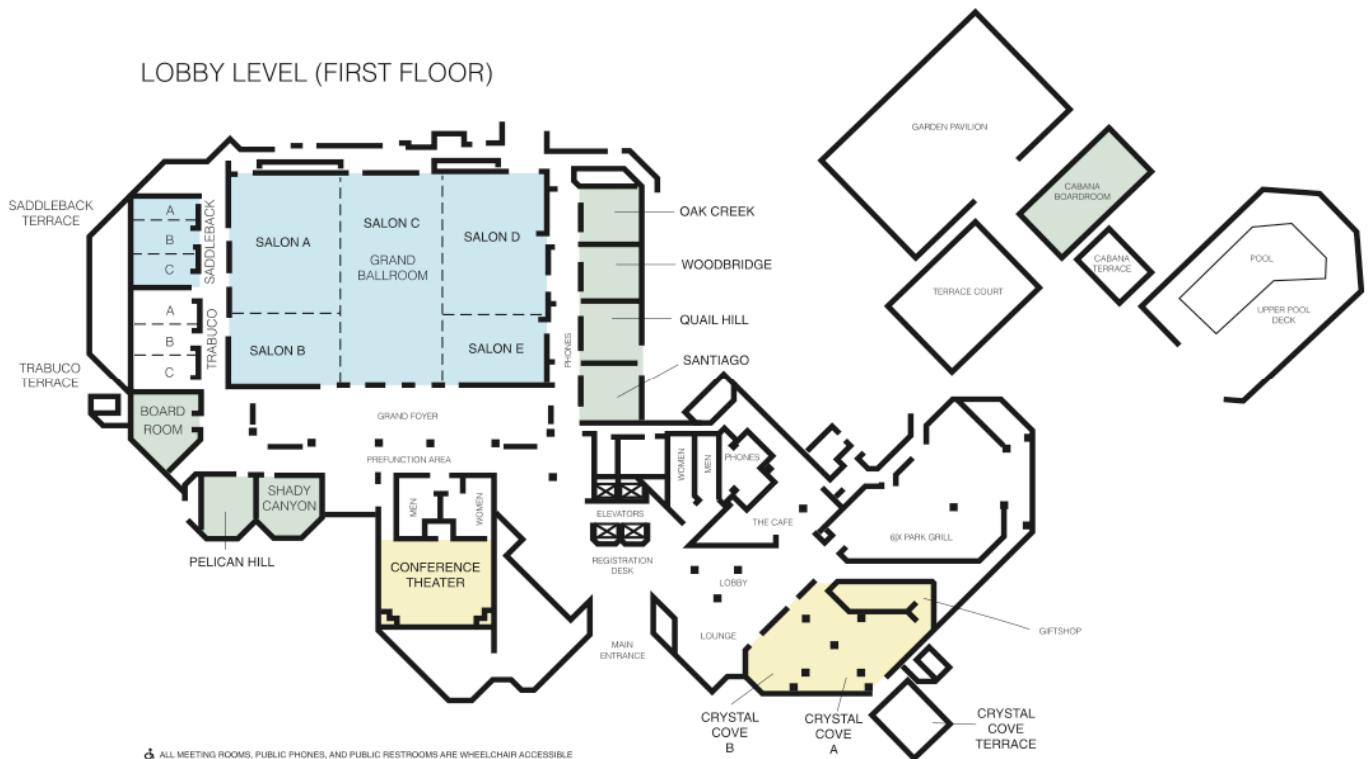 LOBBY LEVEL (FIRST FLOOR)
GARDEN PAVILION
CABANA
BOARDROOM
SADDLEBACK
TERRACE
A
B
C
SADDLEBACK
SALON A
SALON C
GRAND
BALLROOM
SALON D
OAK CREEK
WOODBRIDGE
CABANA
TERRACE
POOL
TERRACE COURT
UPPER POOL
DECK
A
B
C
TRABUCO
SALON B
SALON E
PHONES
QUAIL HILL
SANTIAGO
TRABUCO
TERRACE
BOARD
ROOM
GRAND FOYER
PREFUNCTION AREA
WOMEN
MEN
PHONES
SHADY
CANYON
MEN
WOMEN
ELEVATORS
THE CAFE
6IX PARK GRILL
PELICAN HILL
CONFERENCE
THEATER
REGISTRATION
DESK
LOBBY
LOUNGE
GIFTSHOP
MAIN
ENTRANCE
CRYSTAL
COVE
B
CRYSTAL
COVE
A
CRYSTAL
COVE
TERRACE
ALL MEETING ROOMS, PUBLIC PHONES, AND PUBLIC RESTROOMS ARE WHEELCHAIR ACCESSIBLE